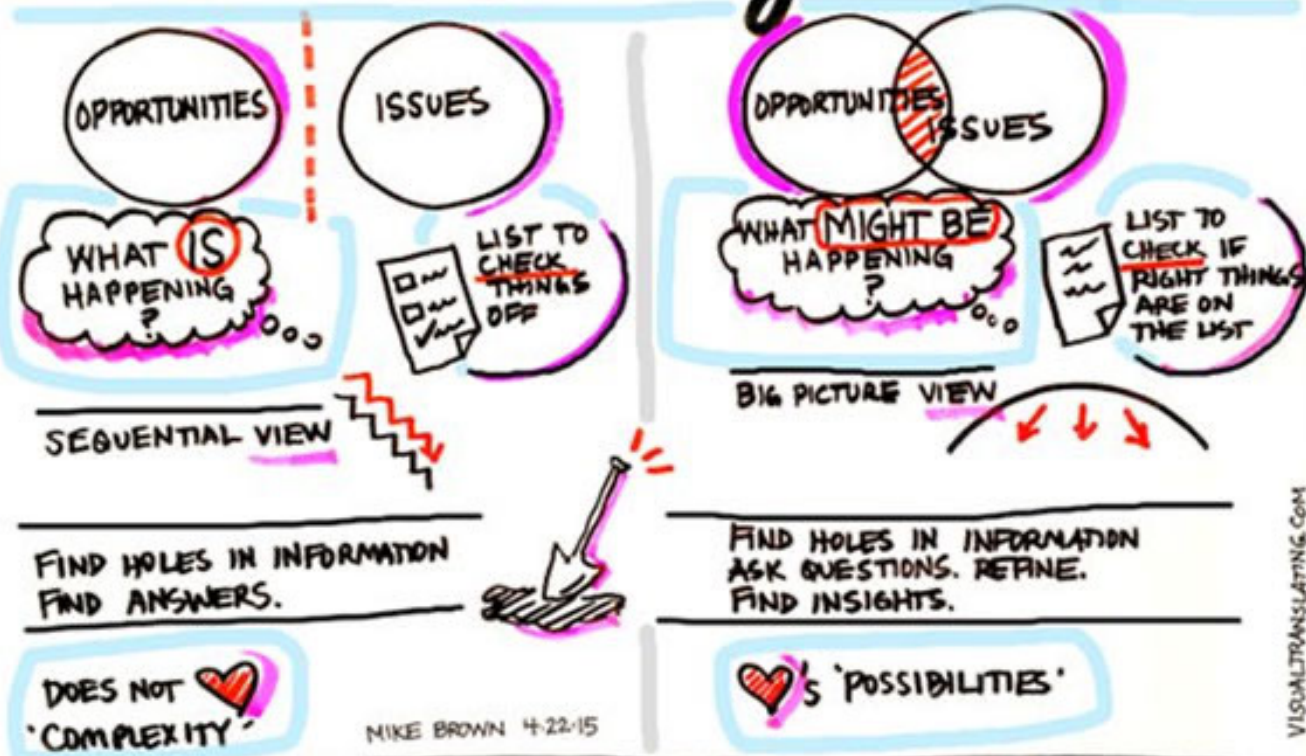 OPPORTUNITIES
ISSUES
WHAT IS
HAPPENING
?
LIST TO
CHECK
THINGS
OFF
SEQUENTIAL VIEW
FIND HOLES IN INFORMATION
FIND ANSWERS.
DOES NOT
"COMPLEXITY"
MIKE BROWN 4.22.15
OPPORTUNITIES
ISSUES
WHAT MIGHT BE
HAPPENING
?
LIST TO
CHECK IF
RIGHT THINGS
ARE ON
THE LIST
BIG PICTURE VIEW
FIND HOLES IN INFORMATION
ASK QUESTIONS. REFINE.
FIND INSIGHTS.
's 'POSSIBILITIES'
VISUALTRANSLATING.COM